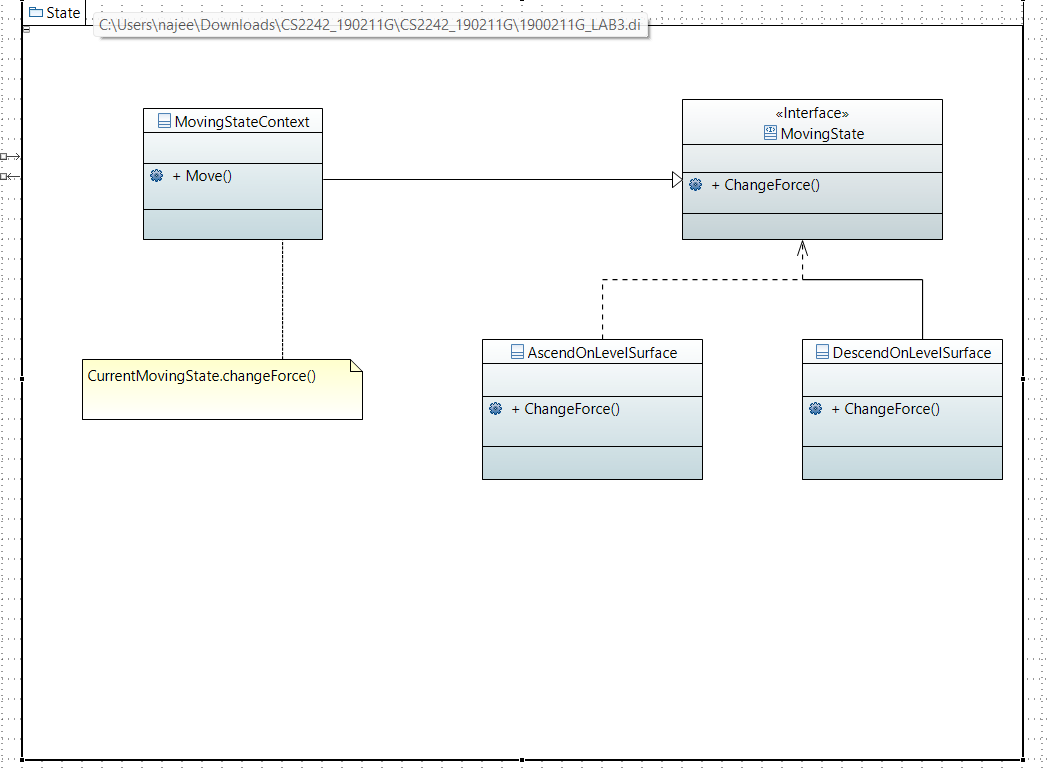 State
C:\Users\najee\Downloads\CS2242_190211G\CS2242_190211G\1900211G_LAB3.di
MovingStateContext
+ Move()
«Interface»
MovingState
+ ChangeForce()
CurrentMovingState.changeForce()
AscendOnLevelSurface
+ ChangeForce()
DescendOnLevelSurface
+ ChangeForce()